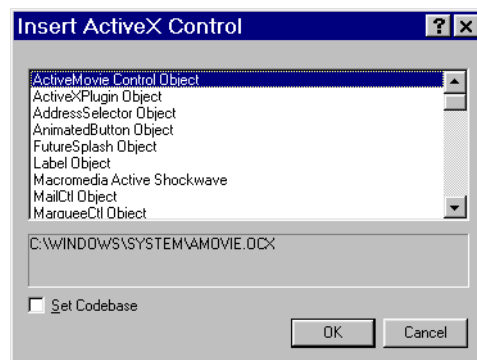 Insert ActiveX Control
ActiveMovie Control Object
ActiveXPlugin Object
AddressSelector Object
AnimatedButton Object
FutureSplash Object
Label Object
Macromedia Active Shockwave
MailCtl Object
MarqueeCtl Object
C:\WINDOWS\SYSTEM\AMOVIE.OCX
Set Codebase
OK Cancel